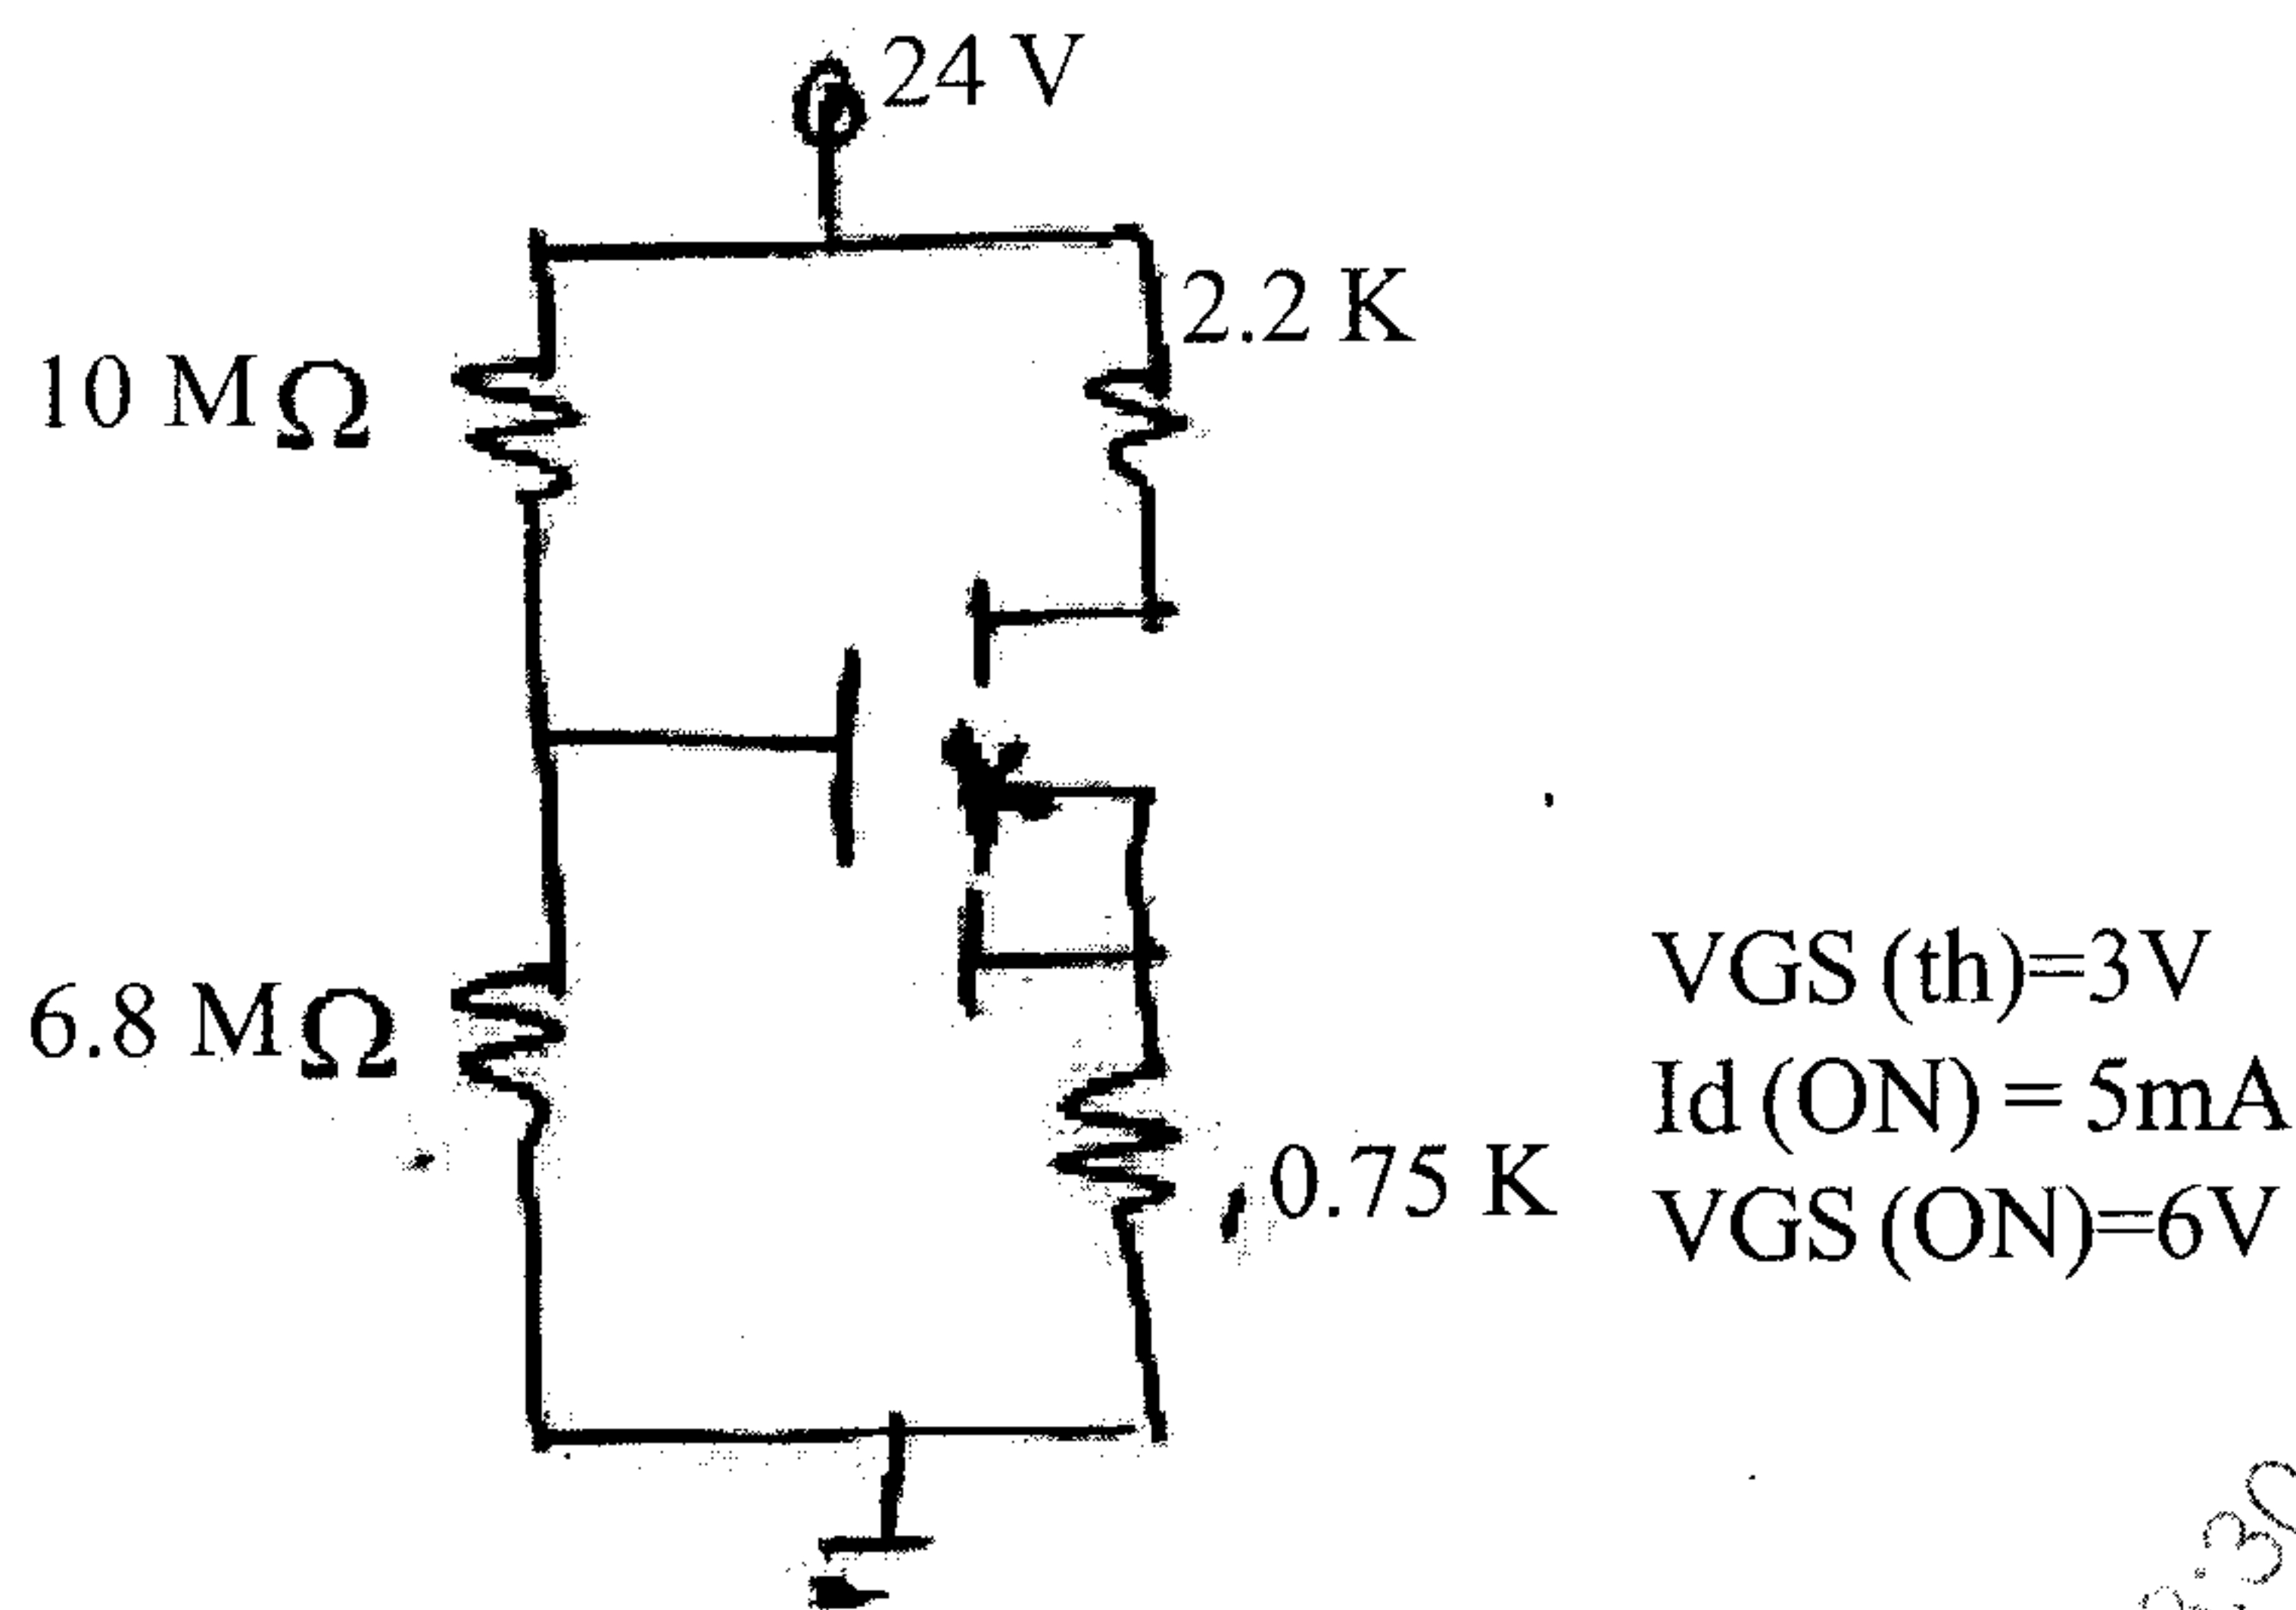 24 V
2.2 K
10 MΩ
6.8 MΩ
0.75 K
VGS (th)=3V
Id (ON) = 5mA
VGS (ON)=6V